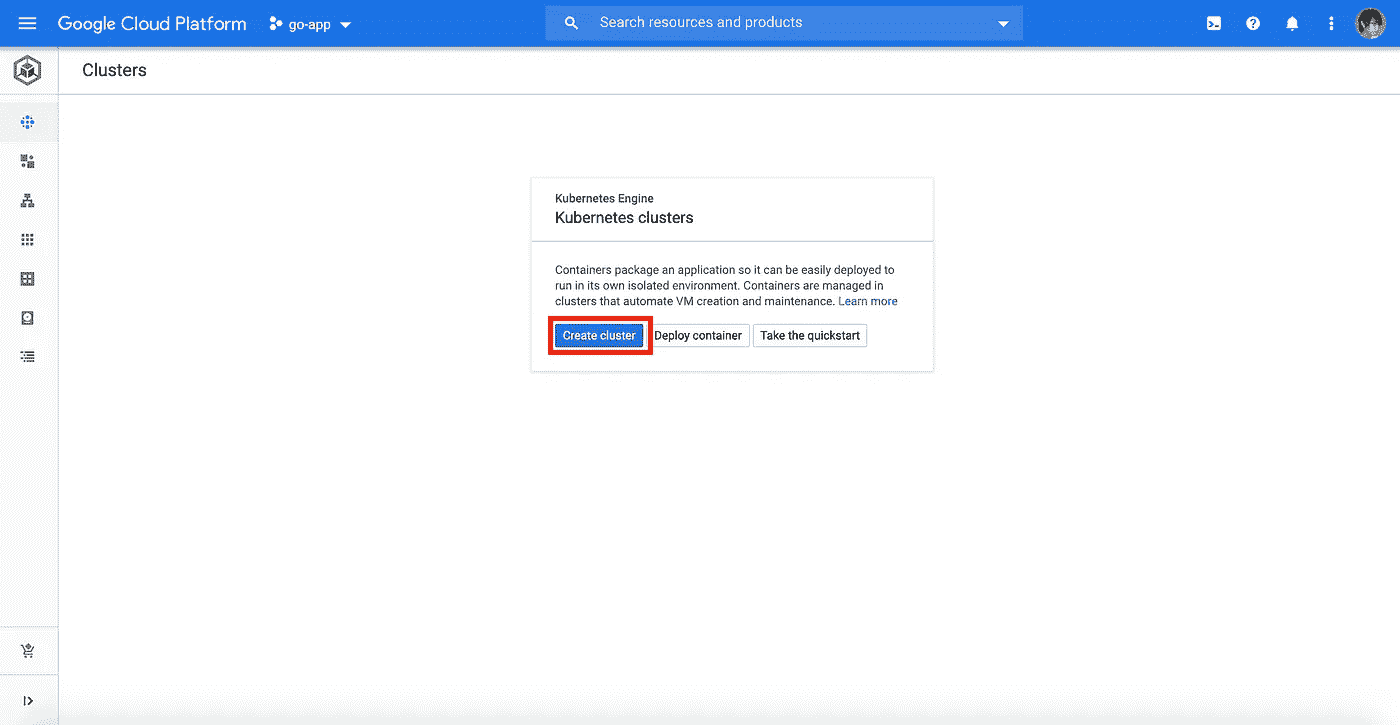 Google Cloud Platform
go-app
Search resources and products
Clusters
Kubernetes Engine
Kubernetes clusters
Containers package an application so it can be easily deployed to
run in its own isolated environment. Containers are managed in
clusters that automate VM creation and maintenance. Learn more
Create cluster Deploy container Take the quickstart